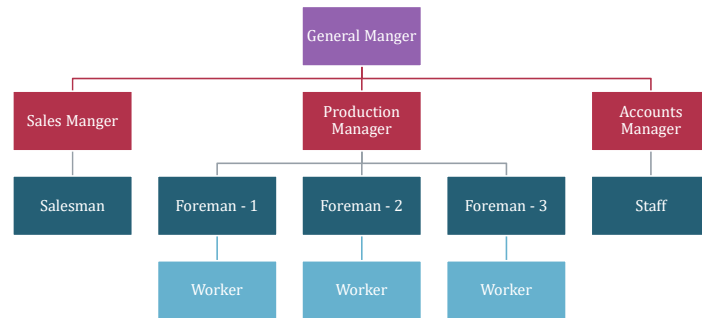 General Manger
Sales Manger
Production
Manager
Accounts
Manager
Salesman
Foreman - 1
Foreman - 2
Foreman - 3
Staff
Worker
Worker
Worker